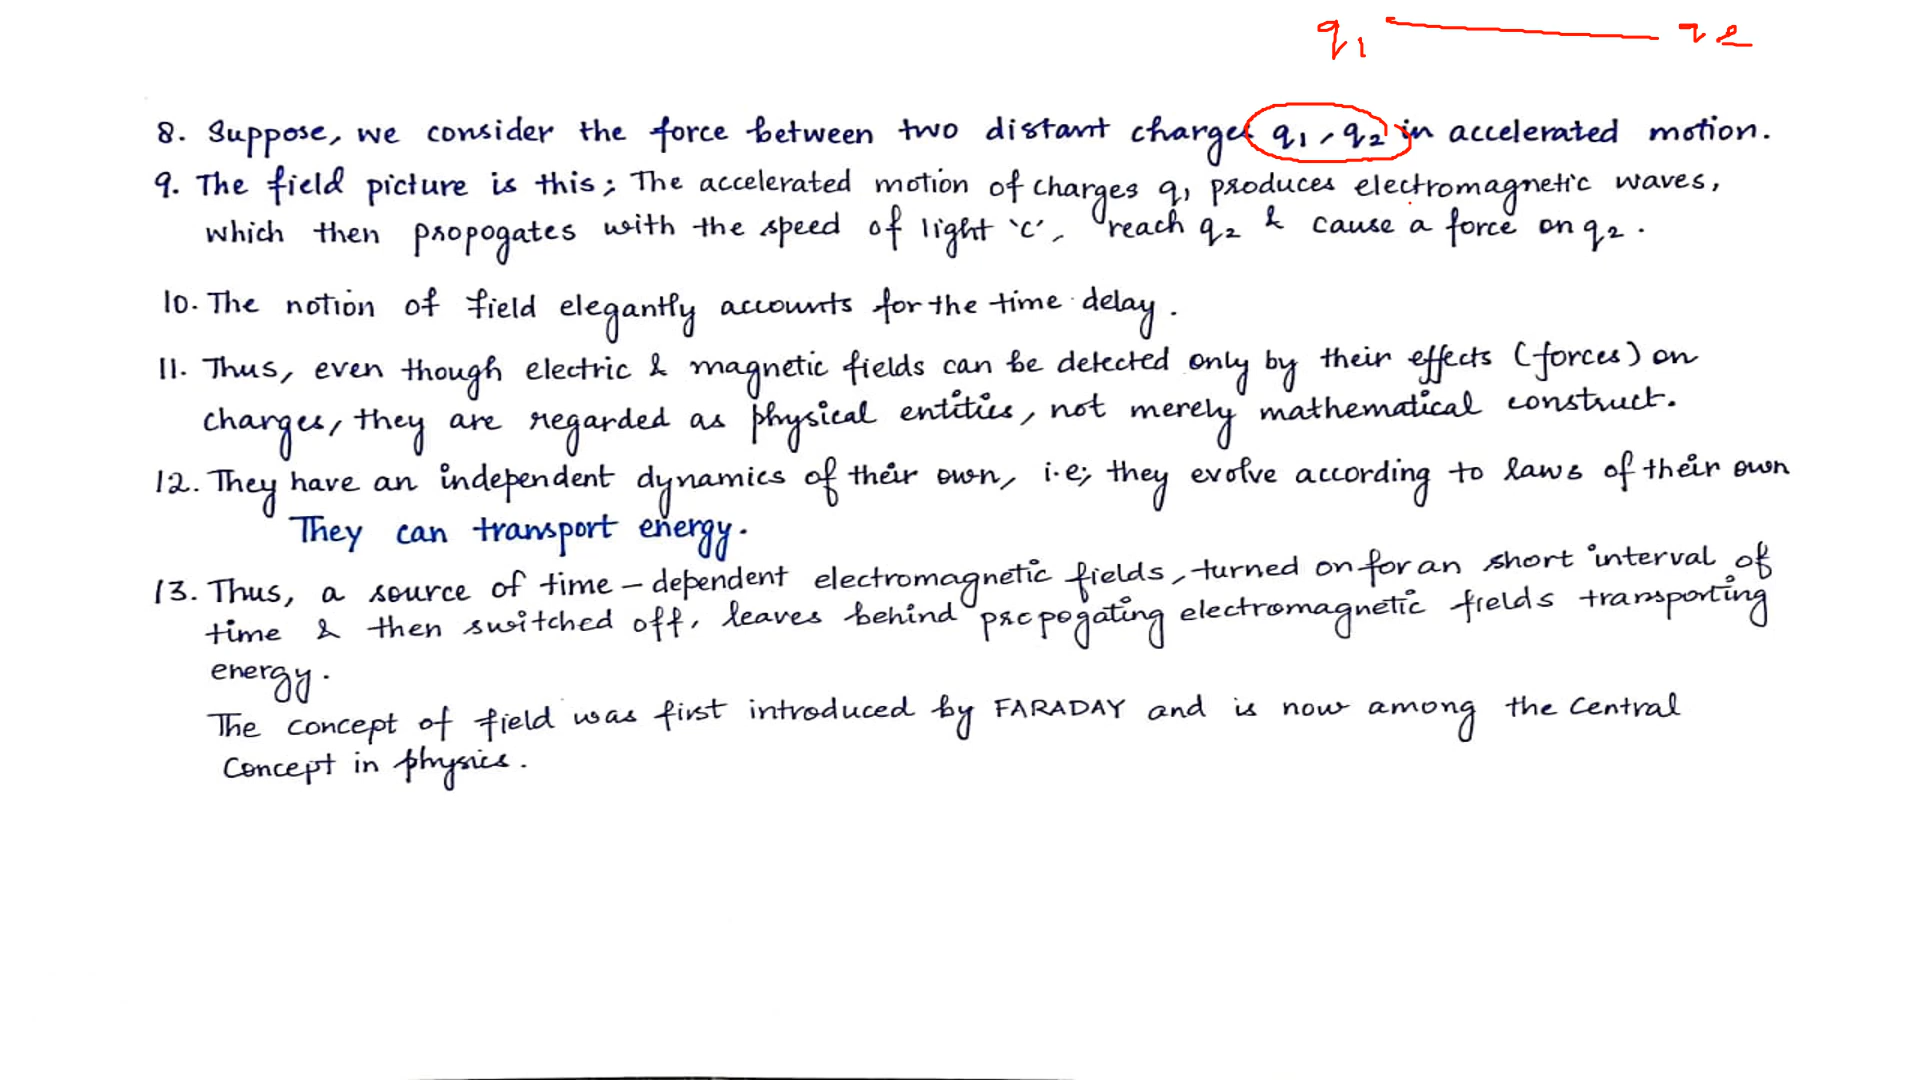 q1 q2
8. Suppose, we consider the force between two distant charges q1, q2 in accelerated motion.
9. The field picture is this; The accelerated motion of charges q1 produces electromagnetic waves,
which then propogates with the speed of light 'c', reach q2 & cause a force on q2.
10. The notion of field elegantly accounts for the time delay.
11. Thus, even though electric & magnetic fields can be detected only by their effects (forces) on
charges, they are regarded as physical entities, not merely mathematical construct.
12. They have an independent dynamics of their own, i.e; they evolve according to laws of their own
They can transport energy.
13. Thus, a source of time-dependent electromagnetic fields, turned on for an short interval of
time & then switched off, leaves behind propogating electromagnetic fields transporting
energy.
The concept of field was first introduced by FARADAY and is now among the Central
Concept in physics.